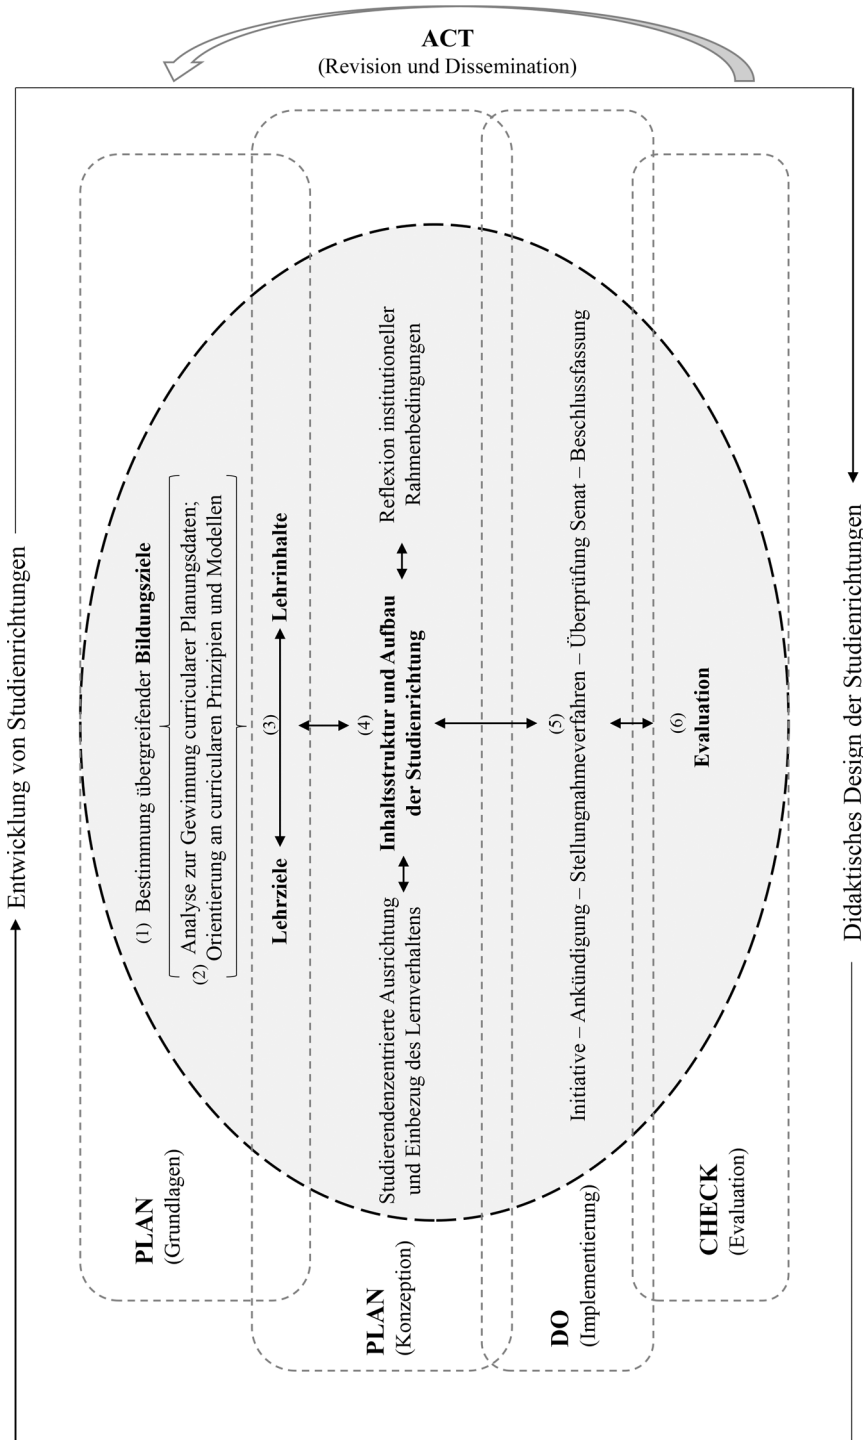 ACT
(Revision und Dissemination)
Entwicklung von Studienrichtungen
PLAN
(Grundlagen)
(1) Bestimmung übergreifender Bildungsziele
(2)
Analyse zur Gewinnung curricularer Planungsdaten;
Orientierung an curricularen Prinzipien und Modellen
Lehrziele
(3)
Lehrinhalte
PLAN
(Konzeption)
Studierendenzentrierte Ausrichtung
und Einbezug des Lernverhaltens
(4)
Inhaltsstruktur und Aufbau
der Studienrichtung
Reflexion institutioneller
Rahmenbedingungen
DO
(Implementierung)
(5)
Initiative – Ankündigung – Stellungnahmeverfahren – Überprüfung Senat – Beschlussfassung
CHECK
(Evaluation)
(6)
Evaluation
Didaktisches Design der Studienrichtungen